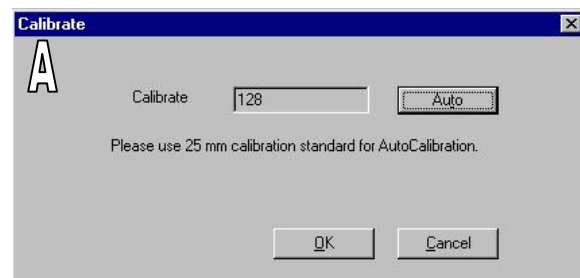 Calibrate
A
Calibrate 128 Auto
Please use 25 mm calibration standard for AutoCalibration.
OK Cancel